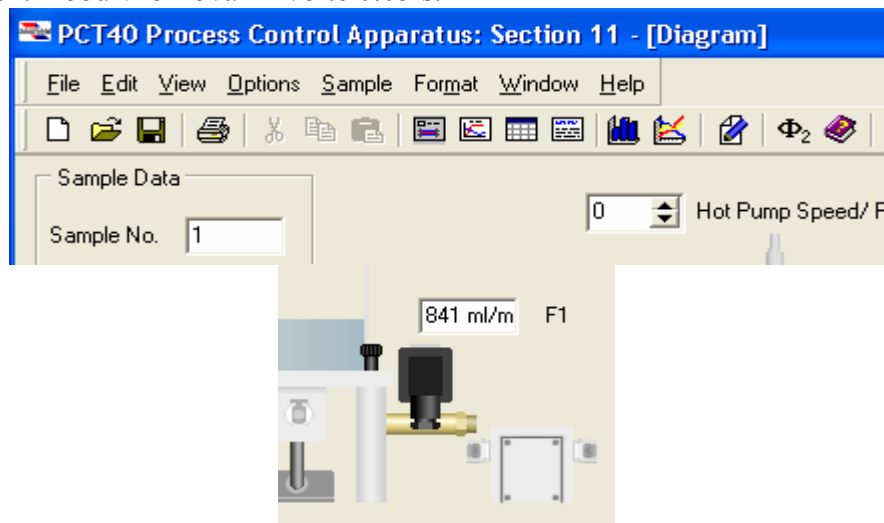 PCT40 Process Control Apparatus: Section 11 - [Diagram]
File Edit View Options Sample Format Window Help
Φ2
Sample Data
0 Hot Pump Speed/ F
Sample No. 1
841 ml/m F1